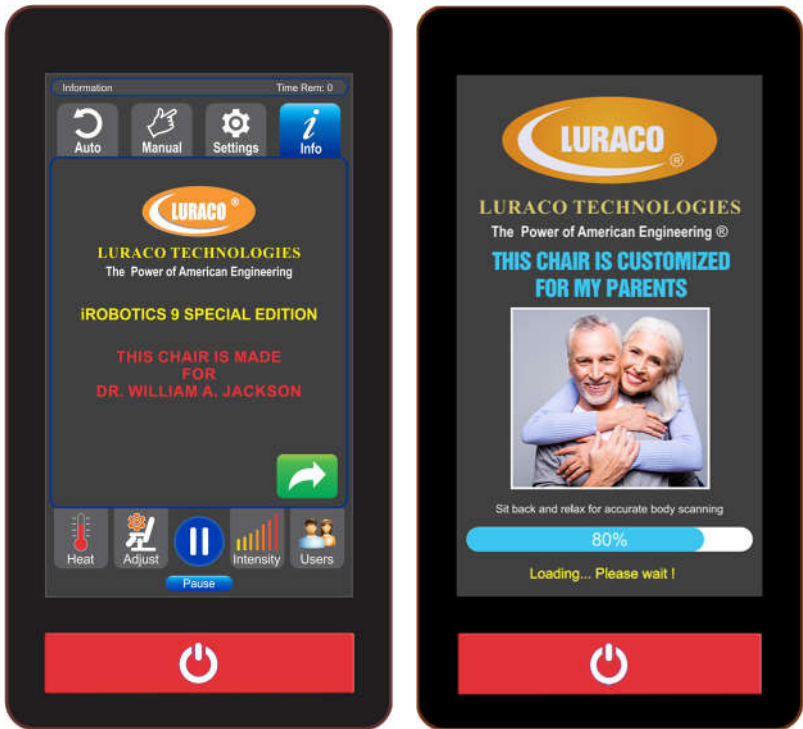 Information Time Rem: 0
Auto Manual Settings i Info
LURACO ®
LURACO TECHNOLOGIES
The Power of American Engineering
iROBOTICS 9 SPECIAL EDITION
THIS CHAIR IS MADE
FOR
DR. WILLIAM A. JACKSON
Heat Adjust Intensity Users
Pause
LURACO ®
LURACO TECHNOLOGIES
The Power of American Engineering ®
THIS CHAIR IS CUSTOMIZED
FOR MY PARENTS
Sit back and relax for accurate body scanning
80%
Loading... Please wait !